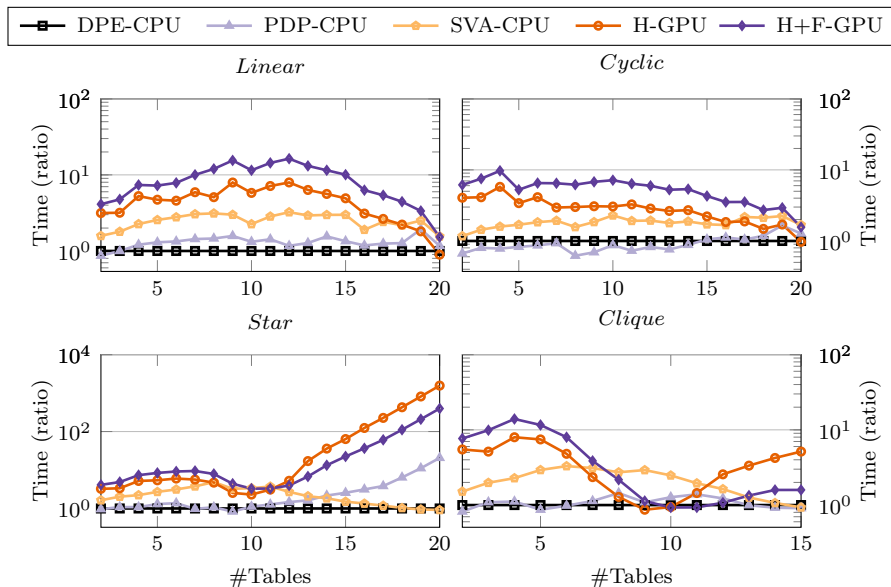 DPE-CPU PDP-CPU SVA-CPU H-GPU H+F-GPU
Linear Cyclic
10^2 10^2
10^1 10^1
10^0 10^0
Time (ratio) Time (ratio)
5 10 15 20 5 10 15 20
Star Clique
10^4 10^2
10^2 10^1
10^0 10^0
Time (ratio) Time (ratio)
5 10 15 20 5 10 15
#Tables #Tables